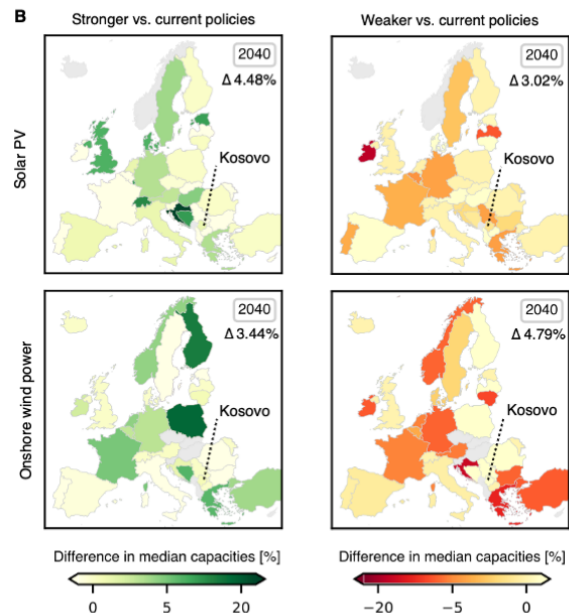 B
Stronger vs. current policies
Weaker vs. current policies
Solar PV
2040
Δ 4.48%
Kosovo
2040
Δ 3.02%
Kosovo
Onshore wind power
2040
Δ 3.44%
Kosovo
2040
Δ 4.79%
Kosovo
Difference in median capacities [%]
0 5 20
Difference in median capacities [%]
−20 −5 0